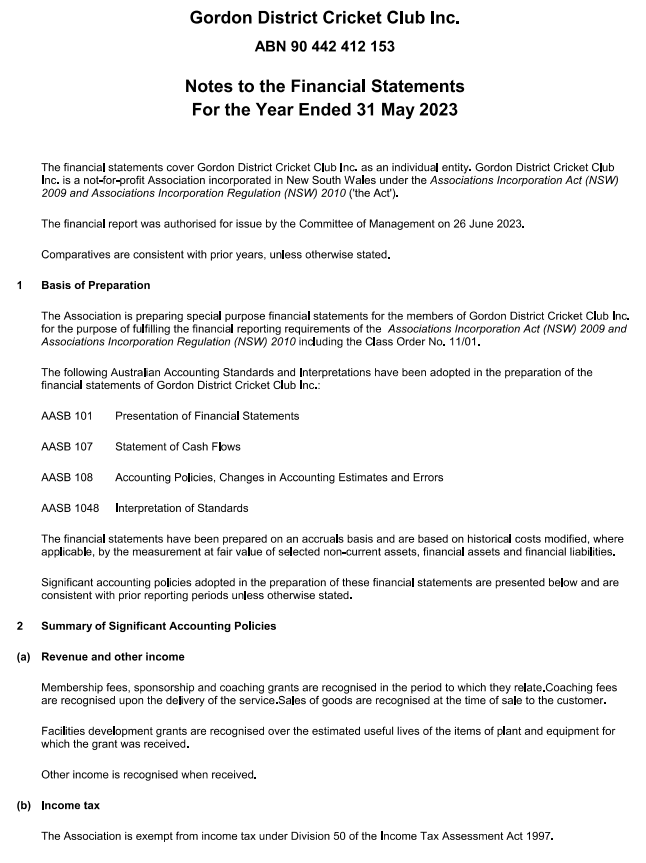 Gordon District Cricket Club Inc.
ABN 90 442 412 153
Notes to the Financial Statements
For the Year Ended 31 May 2023
The financial statements cover Gordon District Cricket Club Inc. as an individual entity. Gordon District Cricket Club
Inc. is a not-for-profit Association incorporated in New South Wales under the Associations Incorporation Act (NSW)
2009 and Associations Incorporation Regulation (NSW) 2010 ('the Act').
The financial report was authorised for issue by the Committee of Management on 26 June 2023.
Comparatives are consistent with prior years, unless otherwise stated.
1 Basis of Preparation
The Association is preparing special purpose financial statements for the members of Gordon District Cricket Club Inc.
for the purpose of fulfilling the financial reporting requirements of the Associations Incorporation Act (NSW) 2009 and
Associations Incorporation Regulation (NSW) 2010 including the Class Order No. 11/01.
The following Australian Accounting Standards and Interpretations have been adopted in the preparation of the
financial statements of Gordon District Cricket Club Inc.:
AASB 101 Presentation of Financial Statements
AASB 107 Statement of Cash Flows
AASB 108 Accounting Policies, Changes in Accounting Estimates and Errors
AASB 1048 Interpretation of Standards
The financial statements have been prepared on an accruals basis and are based on historical costs modified, where
applicable, by the measurement at fair value of selected non-current assets, financial assets and financial liabilities.
Significant accounting policies adopted in the preparation of these financial statements are presented below and are
consistent with prior reporting periods unless otherwise stated.
2 Summary of Significant Accounting Policies
(a) Revenue and other income
Membership fees, sponsorship and coaching grants are recognised in the period to which they relate.Coaching fees
are recognised upon the delivery of the service.Sales of goods are recognised at the time of sale to the customer.
Facilities development grants are recognised over the estimated useful lives of the items of plant and equipment for
which the grant was received.
Other income is recognised when received.
(b) Income tax
The Association is exempt from income tax under Division 50 of the Income Tax Assessment Act 1997.